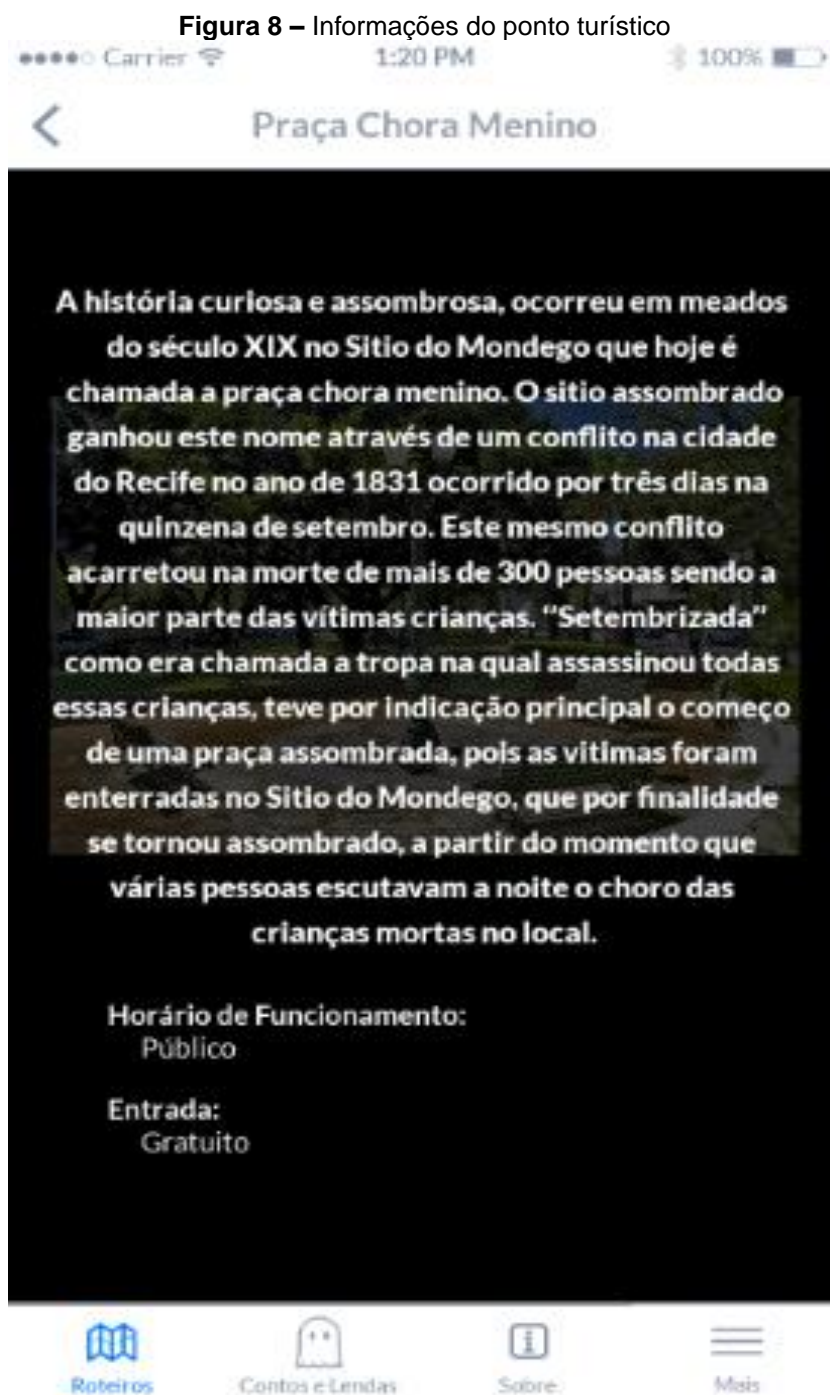 Figura 8 – Informações do ponto turístico
Carrier 1:20 PM 100%
Praça Chora Menino
A história curiosa e assombrosa, ocorreu em meados
do século XIX no Sitio do Mondego que hoje é
chamada a praça chora menino. O sitio assombrado
ganhou este nome através de um conflito na cidade
do Recife no ano de 1831 ocorrido por três dias na
quinzena de setembro. Este mesmo conflito
acarretou na morte de mais de 300 pessoas sendo a
maior parte das vítimas crianças. "Setembrizada"
como era chamada a tropa na qual assassinou todas
essas crianças, teve por indicação principal o começo
de uma praça assombrada, pois as vitimas foram
enterradas no Sitio do Mondego, que por finalidade
se tornou assombrado, a partir do momento que
várias pessoas escutavam a noite o choro das
crianças mortas no local.
Horário de Funcionamento:
Público
Entrada:
Gratuito
Roteiros Contos e Lendas Sobre Mais